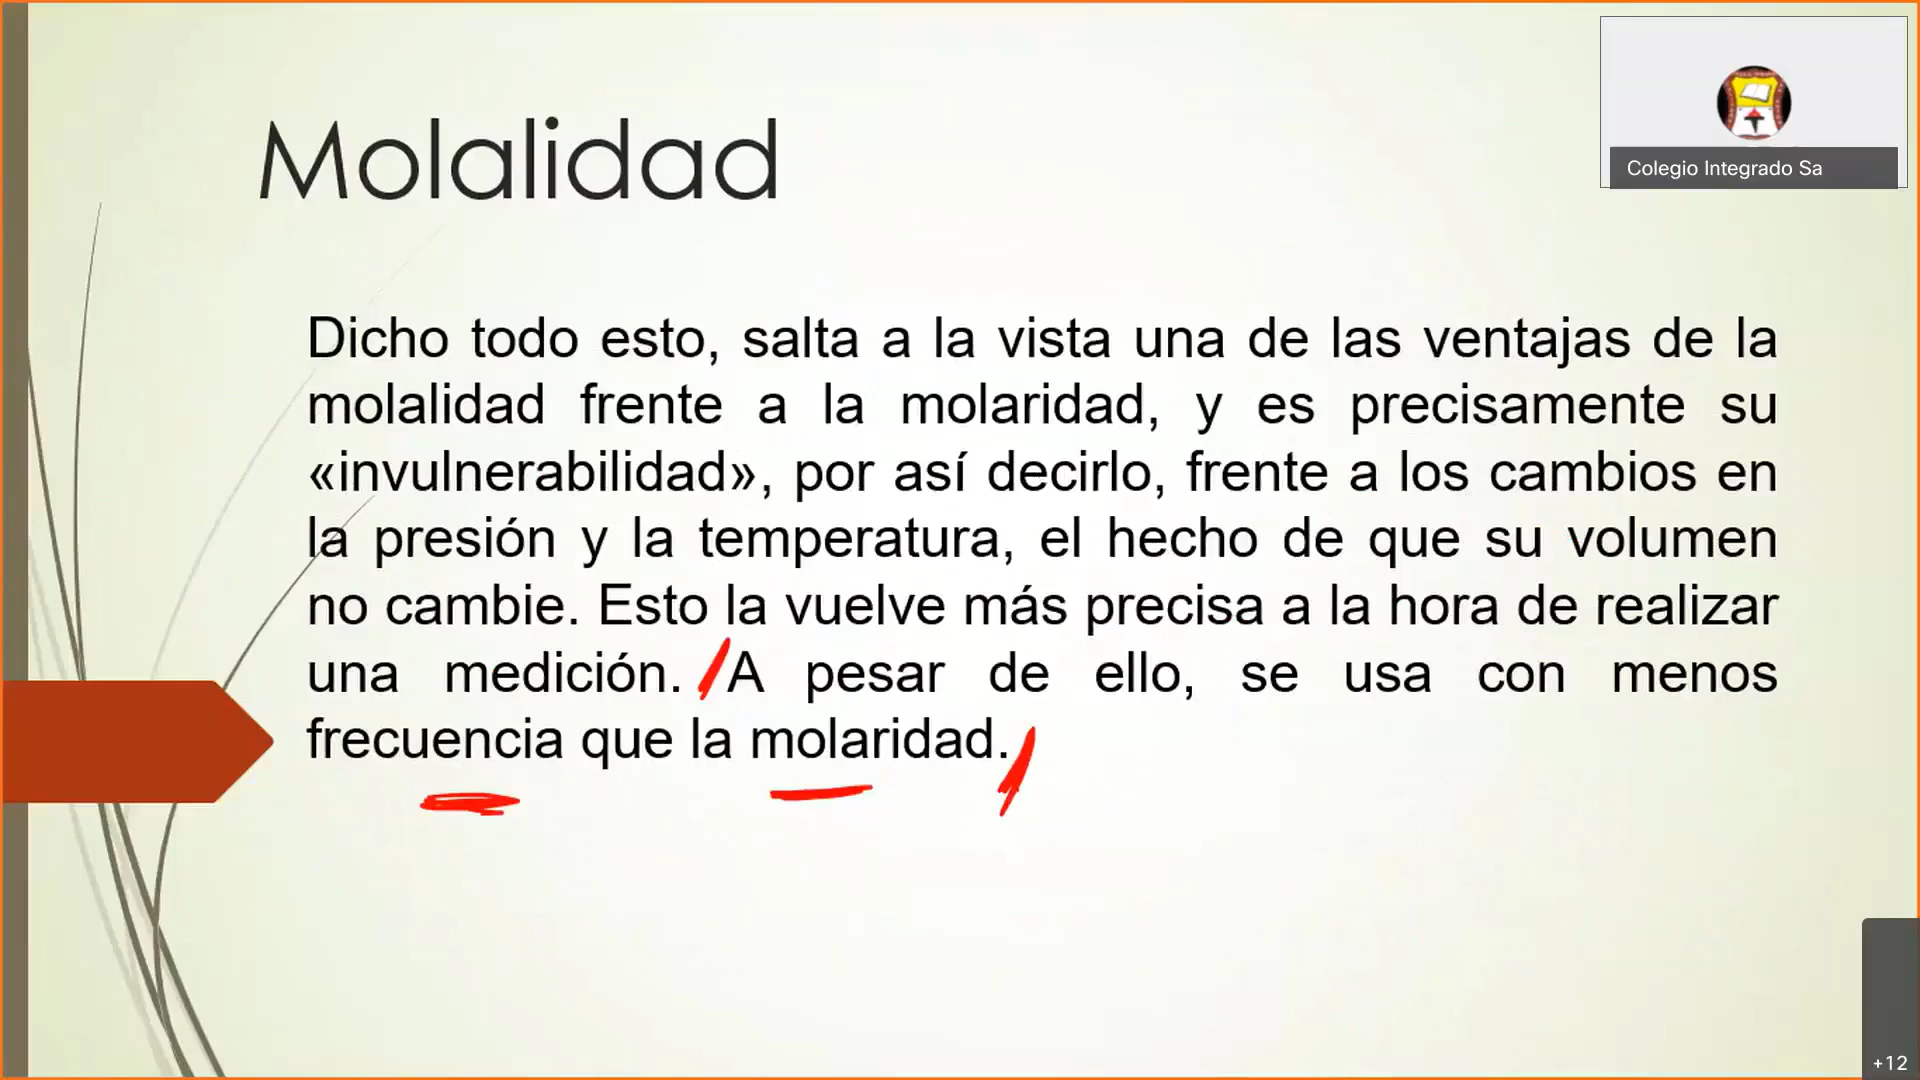 Colegio Integrado Sa
Molalidad
Dicho todo esto, salta a la vista una de las ventajas de la
molalidad frente a la molaridad, y es precisamente su
«invulnerabilidad», por así decirlo, frente a los cambios en
la presión y la temperatura, el hecho de que su volumen
no cambie. Esto la vuelve más precisa a la hora de realizar
una medición. A pesar de ello, se usa con menos
frecuencia que la molaridad.
+12